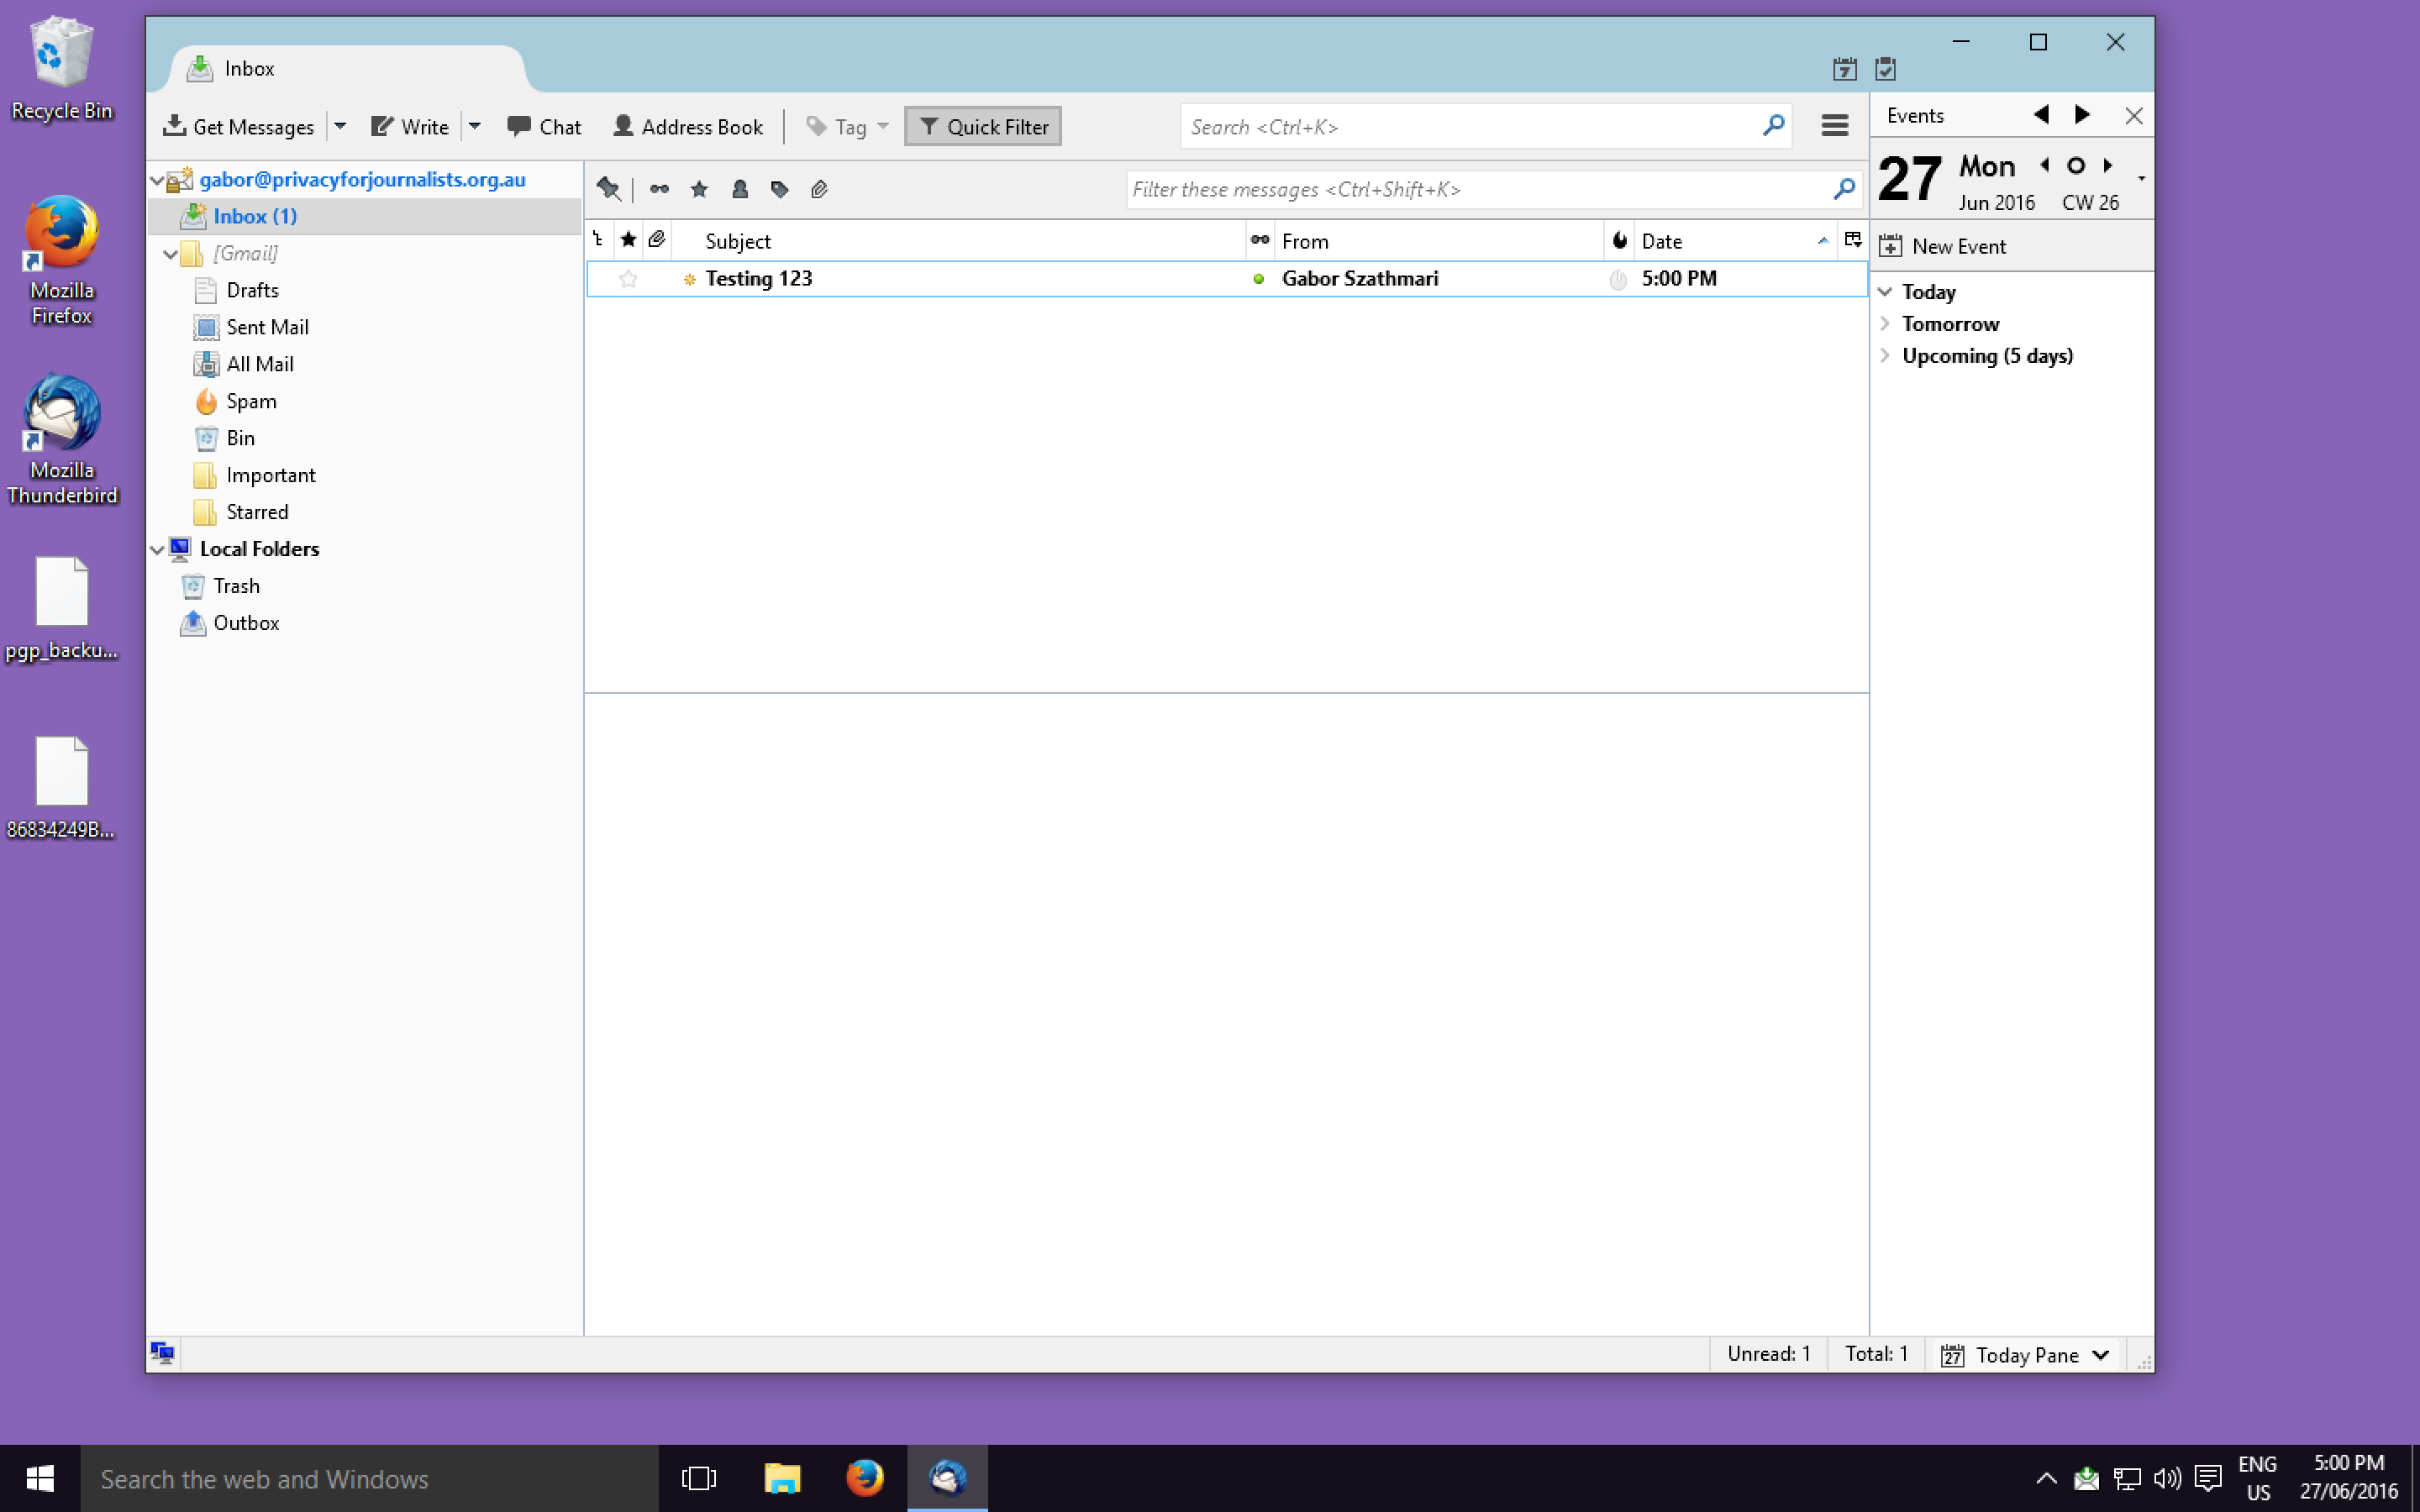 Recycle Bin
Mozilla
Firefox
Mozilla
Thunderbird
pgp_backu...
86834249B...
Inbox
Get Messages
Write
Chat
Address Book
Tag
Quick Filter
Search <Ctrl+K>
gabor@privacyforjournalists.org.au
Inbox (1)
[Gmail]
Drafts
Sent Mail
All Mail
Spam
Bin
Important
Starred
Local Folders
Trash
Outbox
Filter these messages <Ctrl+Shift+K>
Subject From Date
Testing 123 Gabor Szathmari 5:00 PM
Events
27 Mon
Jun 2016 CW 26
New Event
Today
Tomorrow
Upcoming (5 days)
Unread: 1 Total: 1 27 Today Pane
Search the web and Windows
ENG
US
5:00 PM
27/06/2016